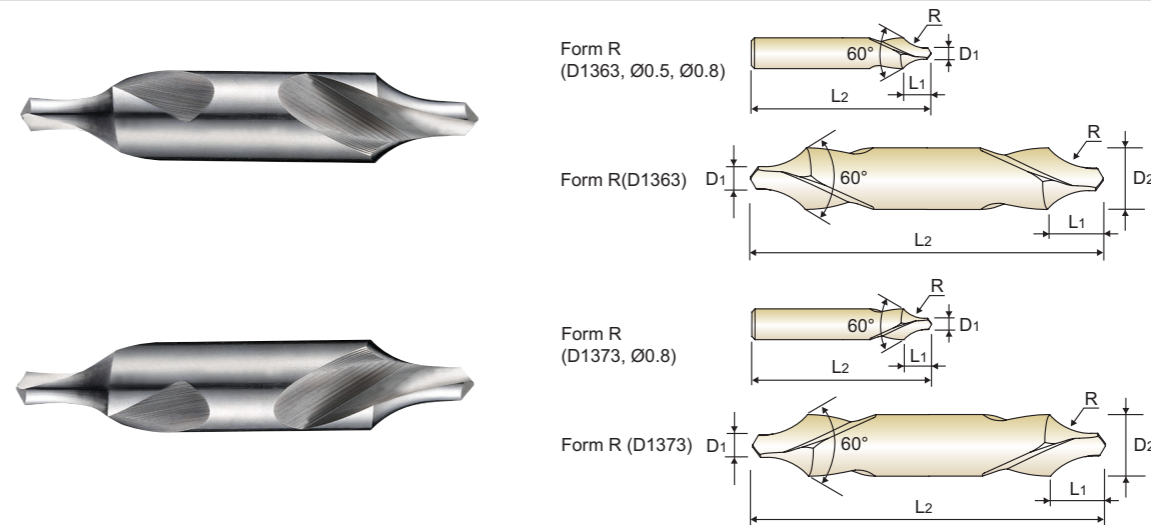 Form R
(D1363, Ø0.5, Ø0.8)
60°
R
D1
L1
L2
Form R(D1363)
D1
60°
R
D2
L1
L2
Form R
(D1373, Ø0.8)
60°
R
D1
L1
L2
Form R (D1373)
D1
60°
R
D2
L1
L2